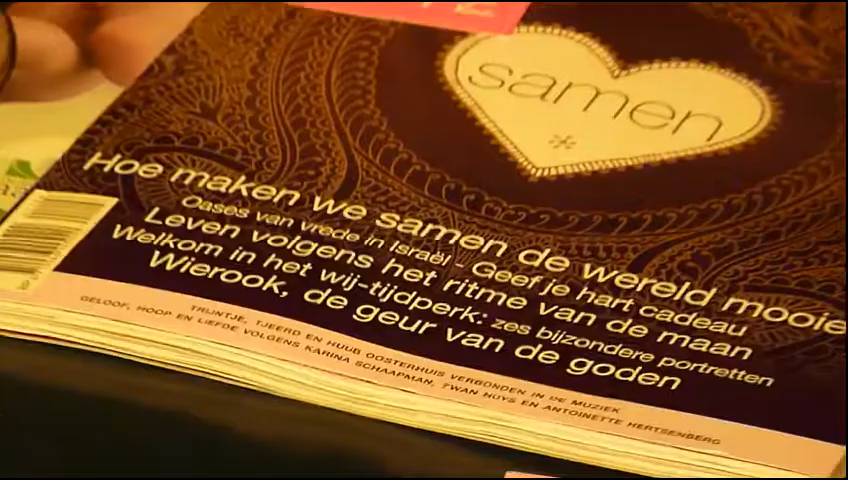 samen
Hoe maken we samen de wereld mooie
Oases van vrede in Israël - Geef je hart cadeau
Leven volgens het ritme van de maan
Welkom in het wij-tijdperk: zes bijzondere portretten
Wierook, de geur van goden
TRIJNTJE, TJEERD EN HUUB OOSTERHUIS VERBONDEN IN DE MUZIEK
GELOOF, HOOP EN LIEFDE VOLGENS KARINA SCHAAPMAN, TWAN HUYS EN ANTOINETTE HERTSENBERG